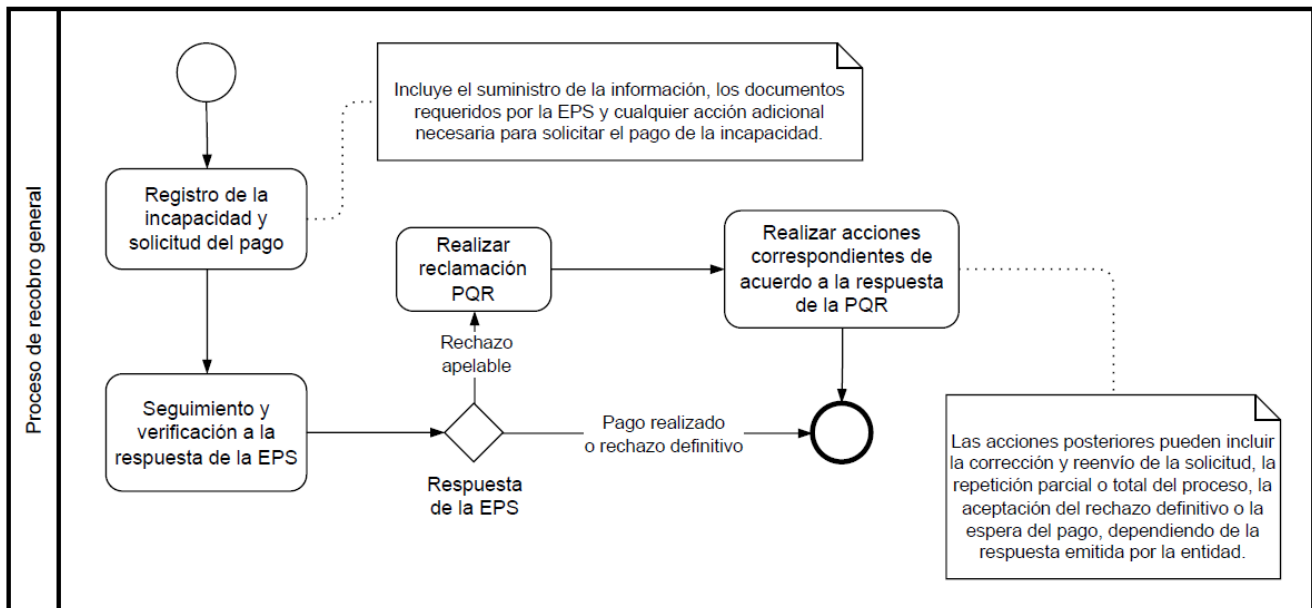 Proceso de recobro general
Incluye el suministro de la información, los documentos
requeridos por la EPS y cualquier acción adicional
necesaria para solicitar el pago de la incapacidad.
Registro de la
incapacidad y
solicitud del pago
Realizar
reclamación
PQR
Realizar acciones
correspondientes de
acuerdo a la respuesta
de la PQR
Rechazo
apelable
Seguimiento y
verificación a la
respuesta de la EPS
Pago realizado
o rechazo definitivo
Respuesta
de la EPS
Las acciones posteriores pueden incluir
la corrección y reenvío de la solicitud, la
repetición parcial o total del proceso, la
aceptación del rechazo definitivo o la
espera del pago, dependiendo de la
respuesta emitida por la entidad.